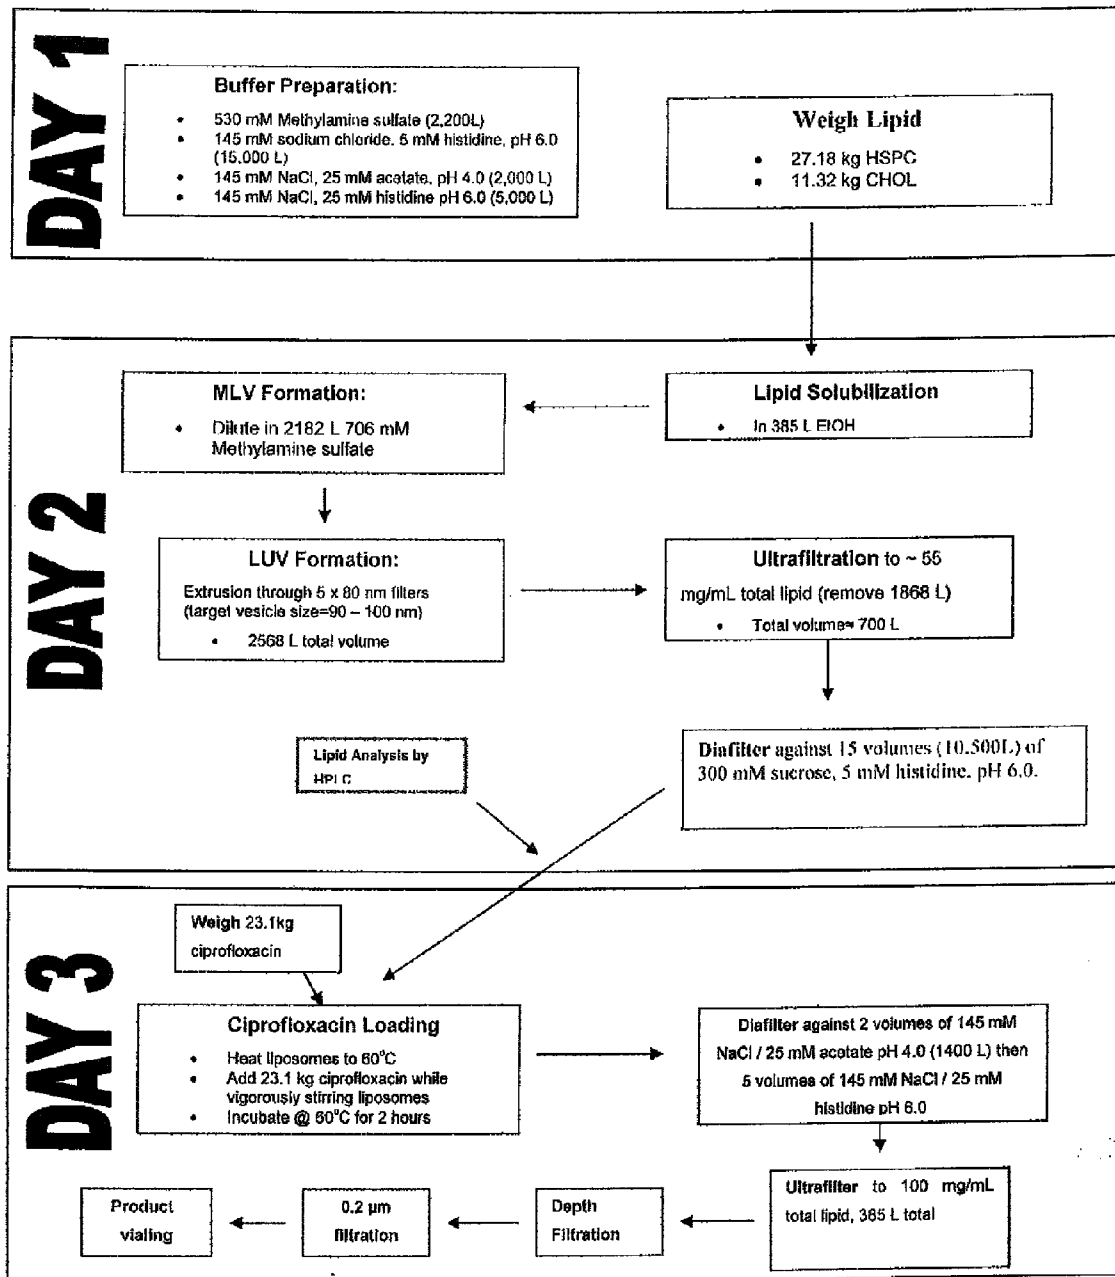 DAY 1
Buffer Preparation:
• 530 mM Methylamine sulfate (2,200L)
• 145 mM sodium chloride, 5 mM histidine, pH 6.0
(15,000 L)
• 145 mM NaCl, 25 mM acetate, pH 4.0 (2,000 L)
• 145 mM NaCl, 25 mM histidine pH 6.0 (5,000 L)
Weigh Lipid
• 27.18 kg HSPC
• 11.32 kg CHOL
DAY 2
MLV Formation:
• Dilute in 2182 L 706 mM
Methylamine sulfate
Lipid Solubilization
• In 385 L EtOH
LUV Formation:
Extrusion through 5 x 80 nm filters
(target vesicle size=90 – 100 nm)
• 2568 L total volume
Ultrafiltration to ~ 55
mg/mL total lipid (remove 1868 L)
• Total volume= 700 L
Lipid Analysis by
HPLC
Diafilter against 15 volumes (10.500L) of
300 mM sucrose, 5 mM histidine. pH 6.0.
DAY 3
Weigh 23.1kg
ciprofloxacin
Ciprofloxacin Loading
• Heat liposomes to 60°C
• Add 23.1 kg ciprofloxacin while
vigorously stirring liposomes
• Incubate @ 60°C for 2 hours
Diafilter against 2 volumes of 145 mM
NaCl / 25 mM acetate pH 4.0 (1400 L) then
5 volumes of 145 mM NaCl / 25 mM
histidine pH 6.0
Ultrafilter to 100 mg/mL
total lipid, 385 L total
Depth
Filtration
0.2 µm
filtration
Product
vialing